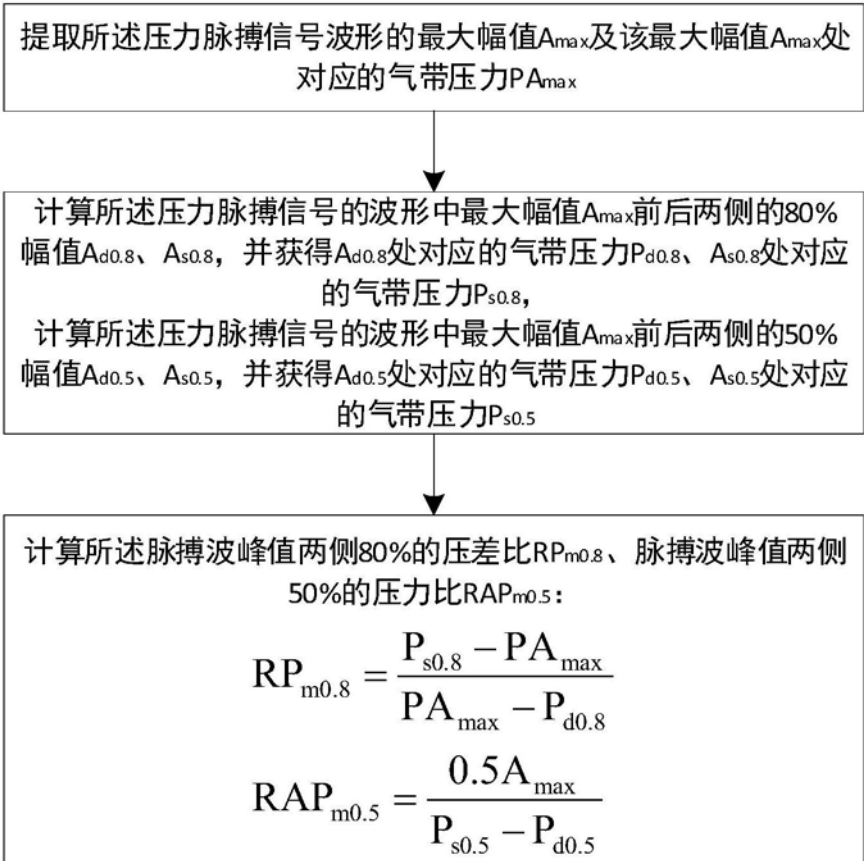 提取所述压力脉搏信号波形的最大幅值Amax及该最大幅值Amax处
对应的气带压力PAmax
计算所述压力脉搏信号的波形中最大幅值Amax前后两侧的80%
幅值Ad0.8、As0.8，并获得Ad0.8处对应的气带压力Pd0.8、As0.8处对应
的气带压力Ps0.8，
计算所述压力脉搏信号的波形中最大幅值Amax前后两侧的50%
幅值Ad0.5、As0.5，并获得Ad0.5处对应的气带压力Pd0.5、As0.5处对应
的气带压力Ps0.5
计算所述脉搏波峰值两侧80%的压差比RPm0.8、脉搏波峰值两侧
50%的压力比RAPm0.5：
RPm0.8 = (Ps0.8 − PAmax) / (PAmax − Pd0.8)
RAPm0.5 = 0.5Amax / (Ps0.5 − Pd0.5)